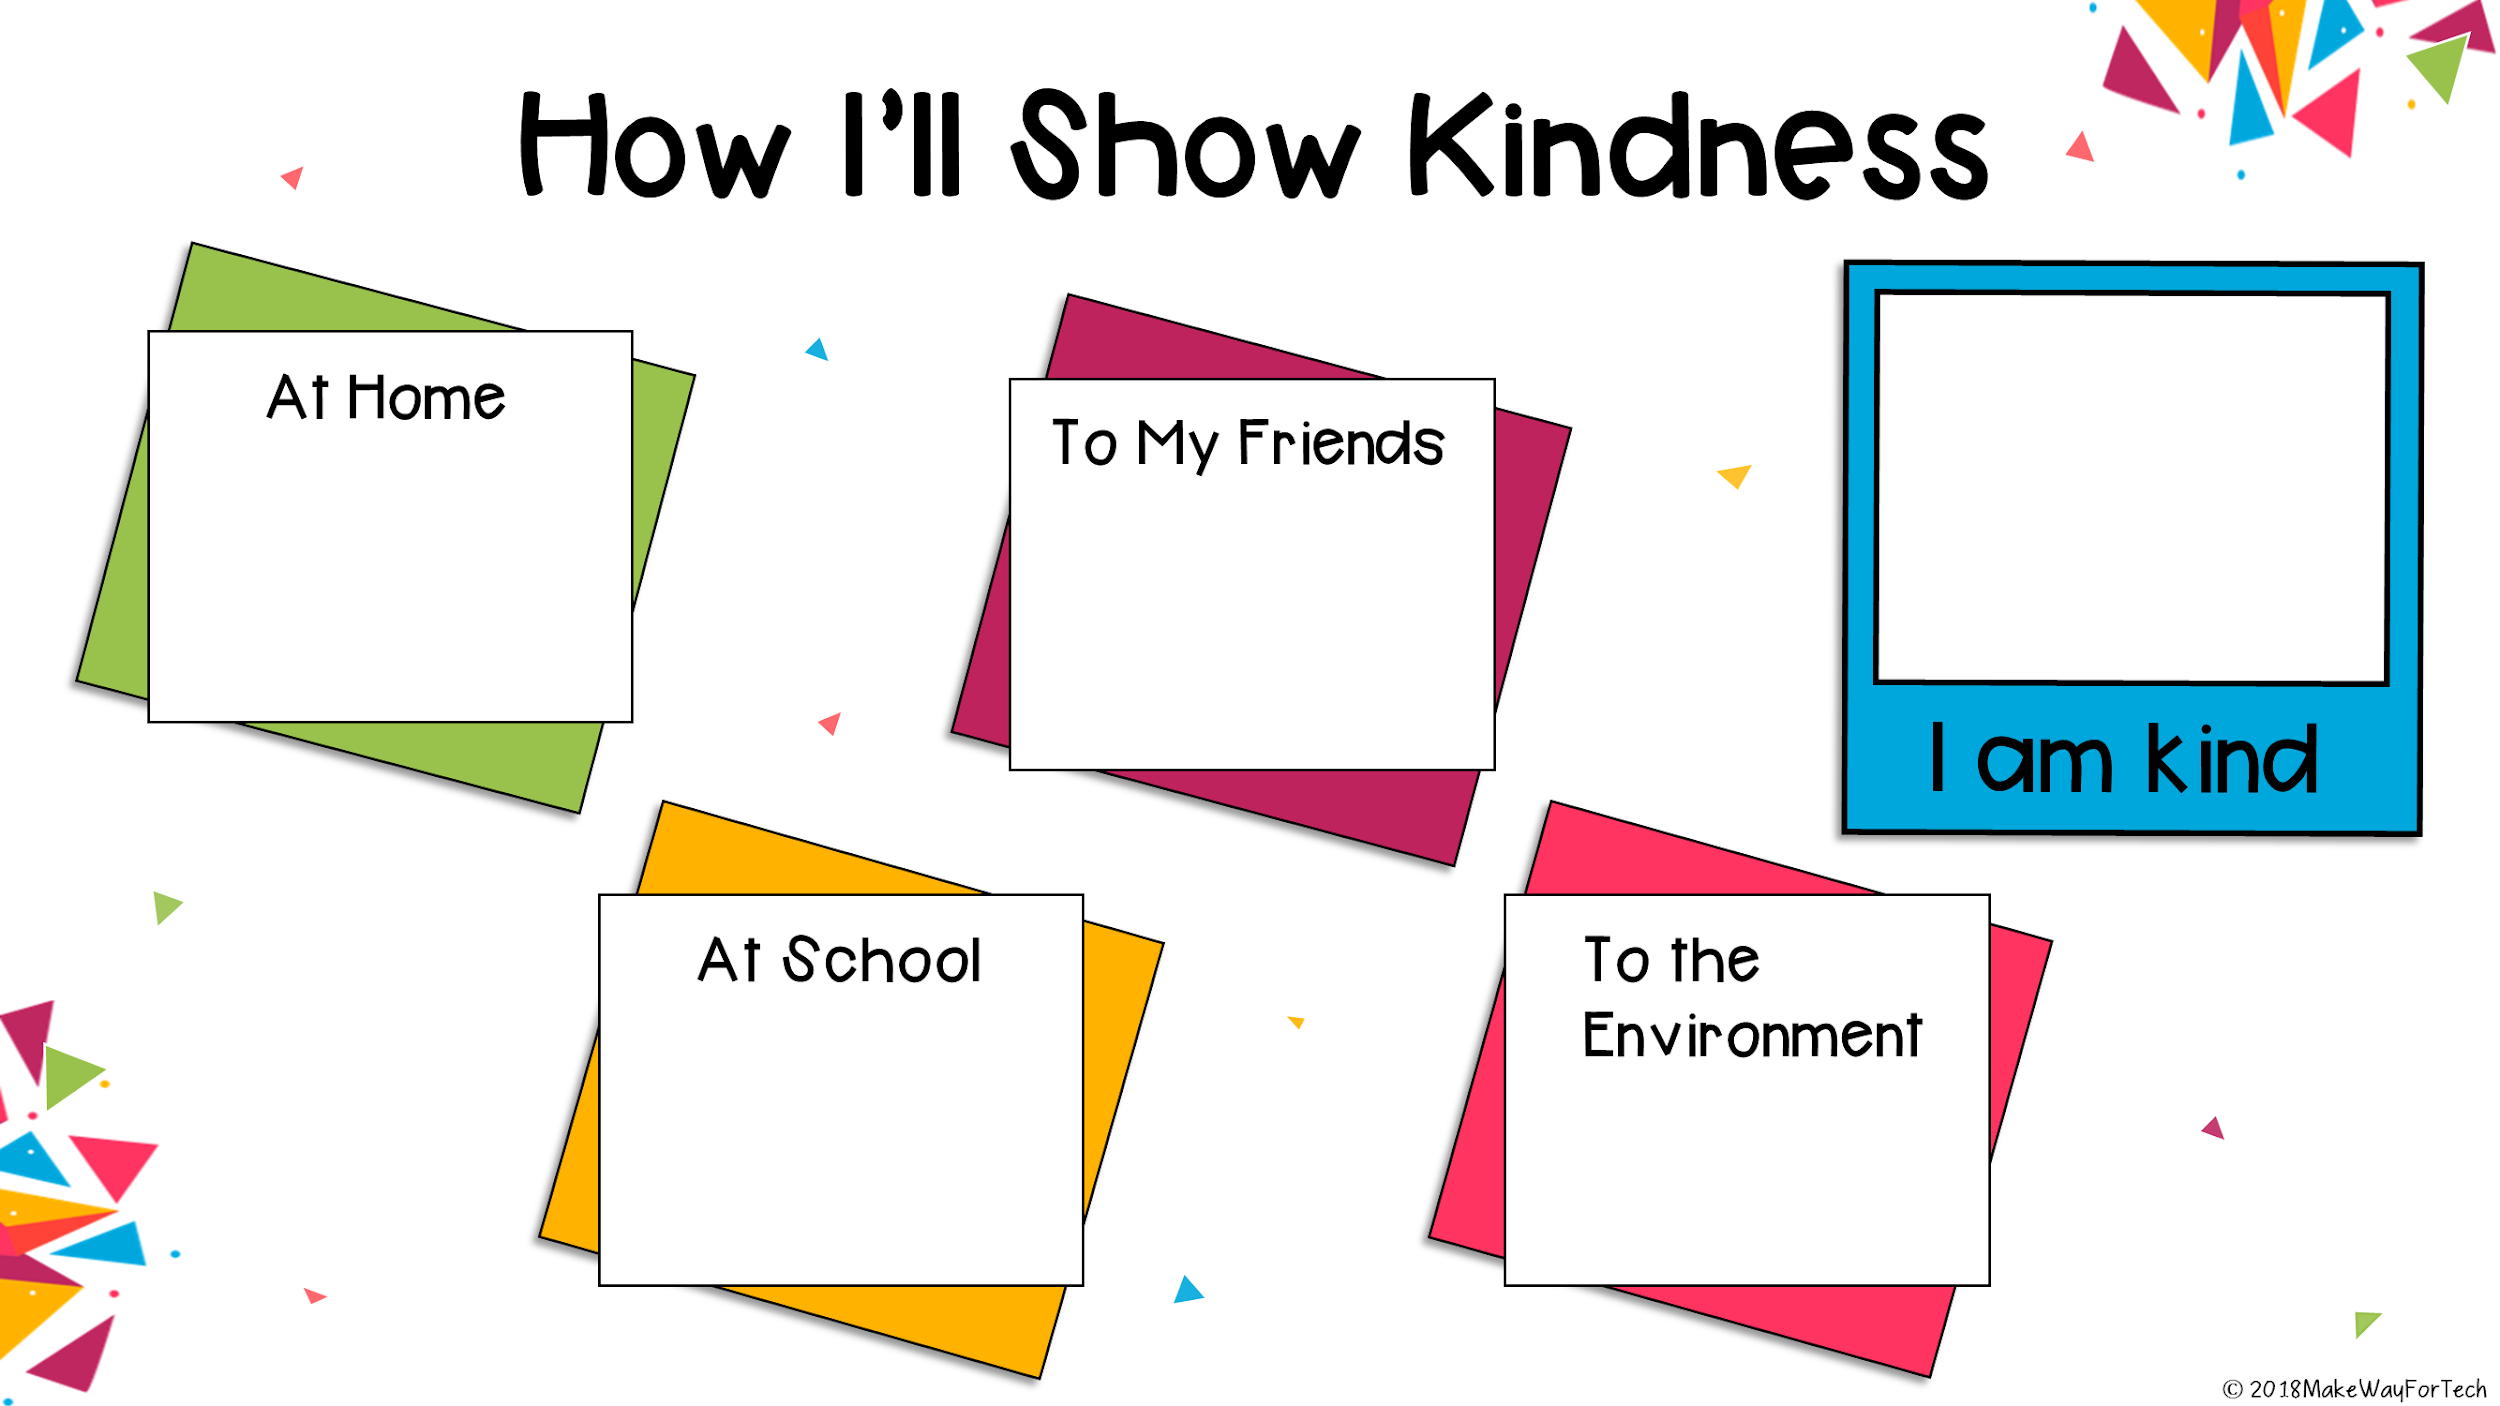 How I'll Show Kindness
At Home
To My Friends
I am kind
At School
To the
Environment
© 2018MakeWayForTech